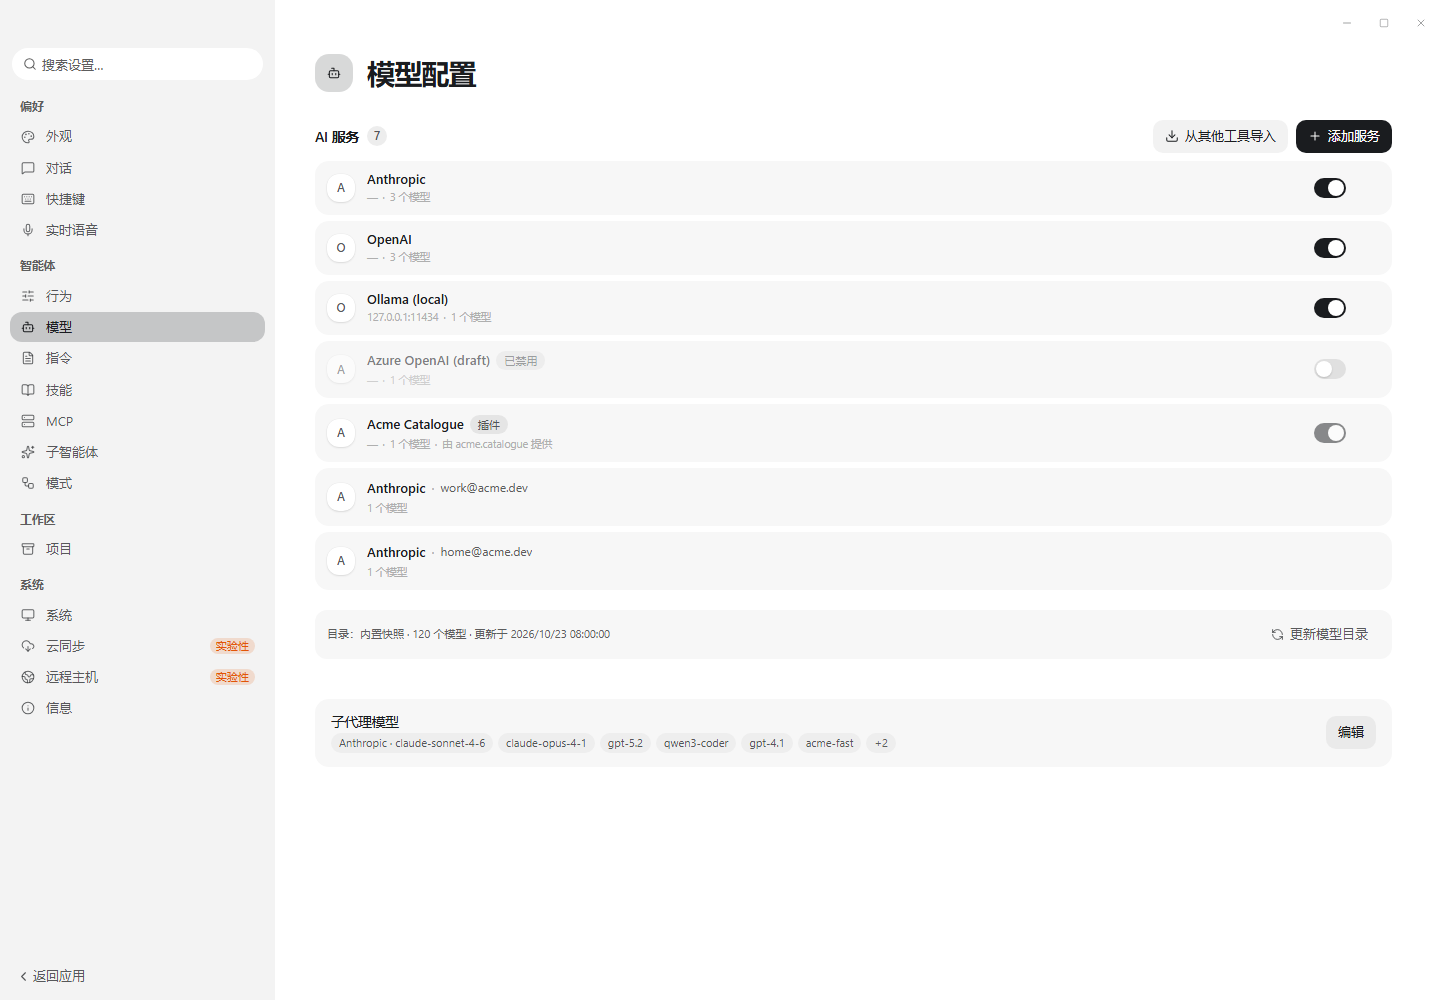 搜索设置...
偏好
外观
对话
快捷键
实时语音
智能体
行为
模型
指令
技能
MCP
子智能体
模式
工作区
项目
系统
系统
云同步 实验性
远程主机 实验性
信息
返回应用
模型配置
AI 服务 7
从其他工具导入
添加服务
A
Anthropic
— · 3 个模型
O
OpenAI
— · 3 个模型
O
Ollama (local)
127.0.0.1:11434 · 1 个模型
A
Azure OpenAI (draft) 已禁用
— · 1 个模型
A
Acme Catalogue 插件
— · 1 个模型 · 由 acme.catalogue 提供
A
Anthropic · work@acme.dev
1 个模型
A
Anthropic · home@acme.dev
1 个模型
目录：内置快照 · 120 个模型 · 更新于 2026/10/23 08:00:00
更新模型目录
子代理模型
Anthropic · claude-sonnet-4-6 claude-opus-4-1 gpt-5.2 qwen3-coder gpt-4.1 acme-fast +2
编辑